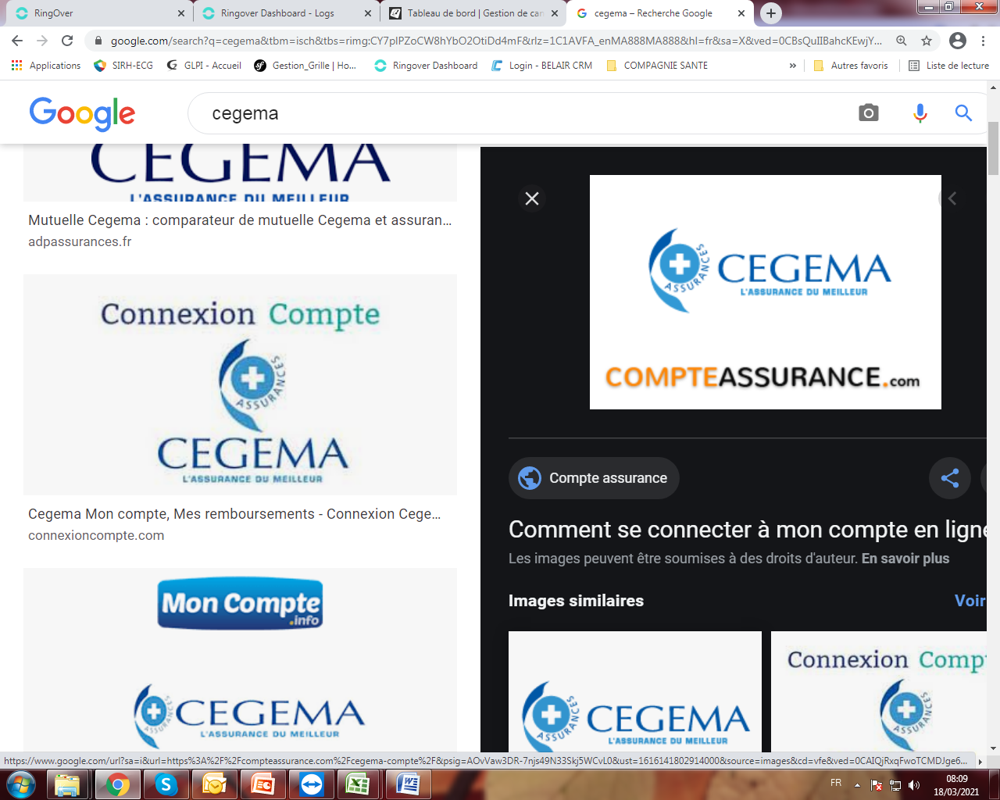 RingOver
Ringover Dashboard - Logs
Tableau de bord | Gestion de can
cegema – Recherche Google
google.com/search?q=cegema&tbm=isch&tbs=rimg:CY7pIPZoCW8hYbO2OtiDd4mF&rlz=1C1AVFA_enMA888MA888&hl=fr&sa=X&ved=0CBsQuIIBahcKEwjY...
Applications
SIRH-ECG
GLPI - Accueil
Gestion_Grille | Ho...
Ringover Dashboard
Login - BELAIR CRM
COMPAGNIE SANTE
»
Autres favoris
Liste de lecture
Google
cegema
CEGEMA
L'ASSURANCE DU MEILLEUR
Mutuelle Cegema : comparateur de mutuelle Cegema et assuran...
adpassurances.fr
Connexion Compte
ASSURANCES
CEGEMA
L'ASSURANCE DU MEILLEUR
Cegema Mon compte, Mes remboursements - Connexion Cege...
connexioncompte.com
Mon Compte
.info
ASSURANCES
CEGEMA
L'ASSURANCE DU MEILLEUR
ASSURANCES
CEGEMA
L'ASSURANCE DU MEILLEUR
COMPTEASSURANCE.com
Compte assurance
Comment se connecter à mon compte en ligne
Les images peuvent être soumises à des droits d'auteur. En savoir plus
Images similaires
Voir
ASSURANCES
CEGEMA
L'ASSURANCE DU MEILLEUR
Connexion Compt
ASSURANCES
https://www.google.com/url?sa=i&url=https%3A%2F%2Fcompteassurance.com%2Fcegema-compte%2F&psig=AOvVaw3DR-7njs49N33Skj5WCvL0&ust=1616141802914000&source=images&cd=vfe&ved=0CAIQjRxqFwoTCMDJge6...
FR
08:09
18/03/2021